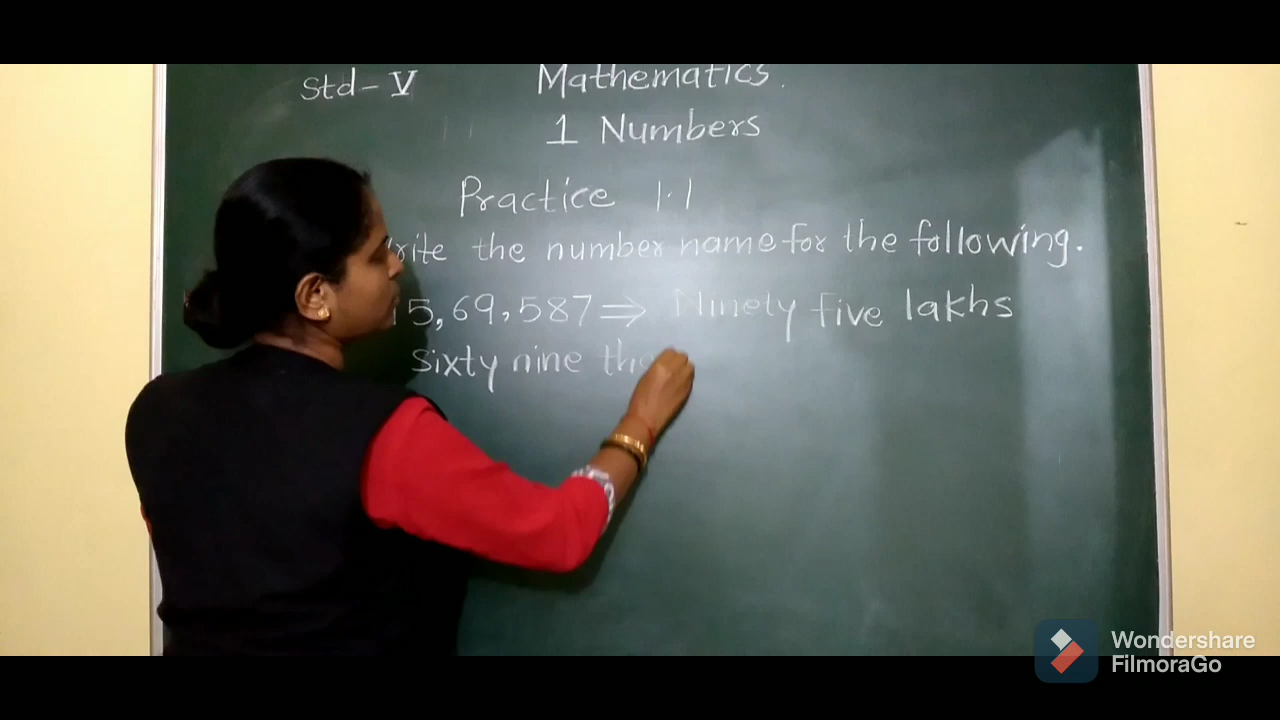 Std - V
Mathematics.
1 Numbers
Practice 1.1
rite the number name for the following.
5,69,587 ⇒ Ninety five lakhs
sixty nine tho
Wondershare
FilmoraGo